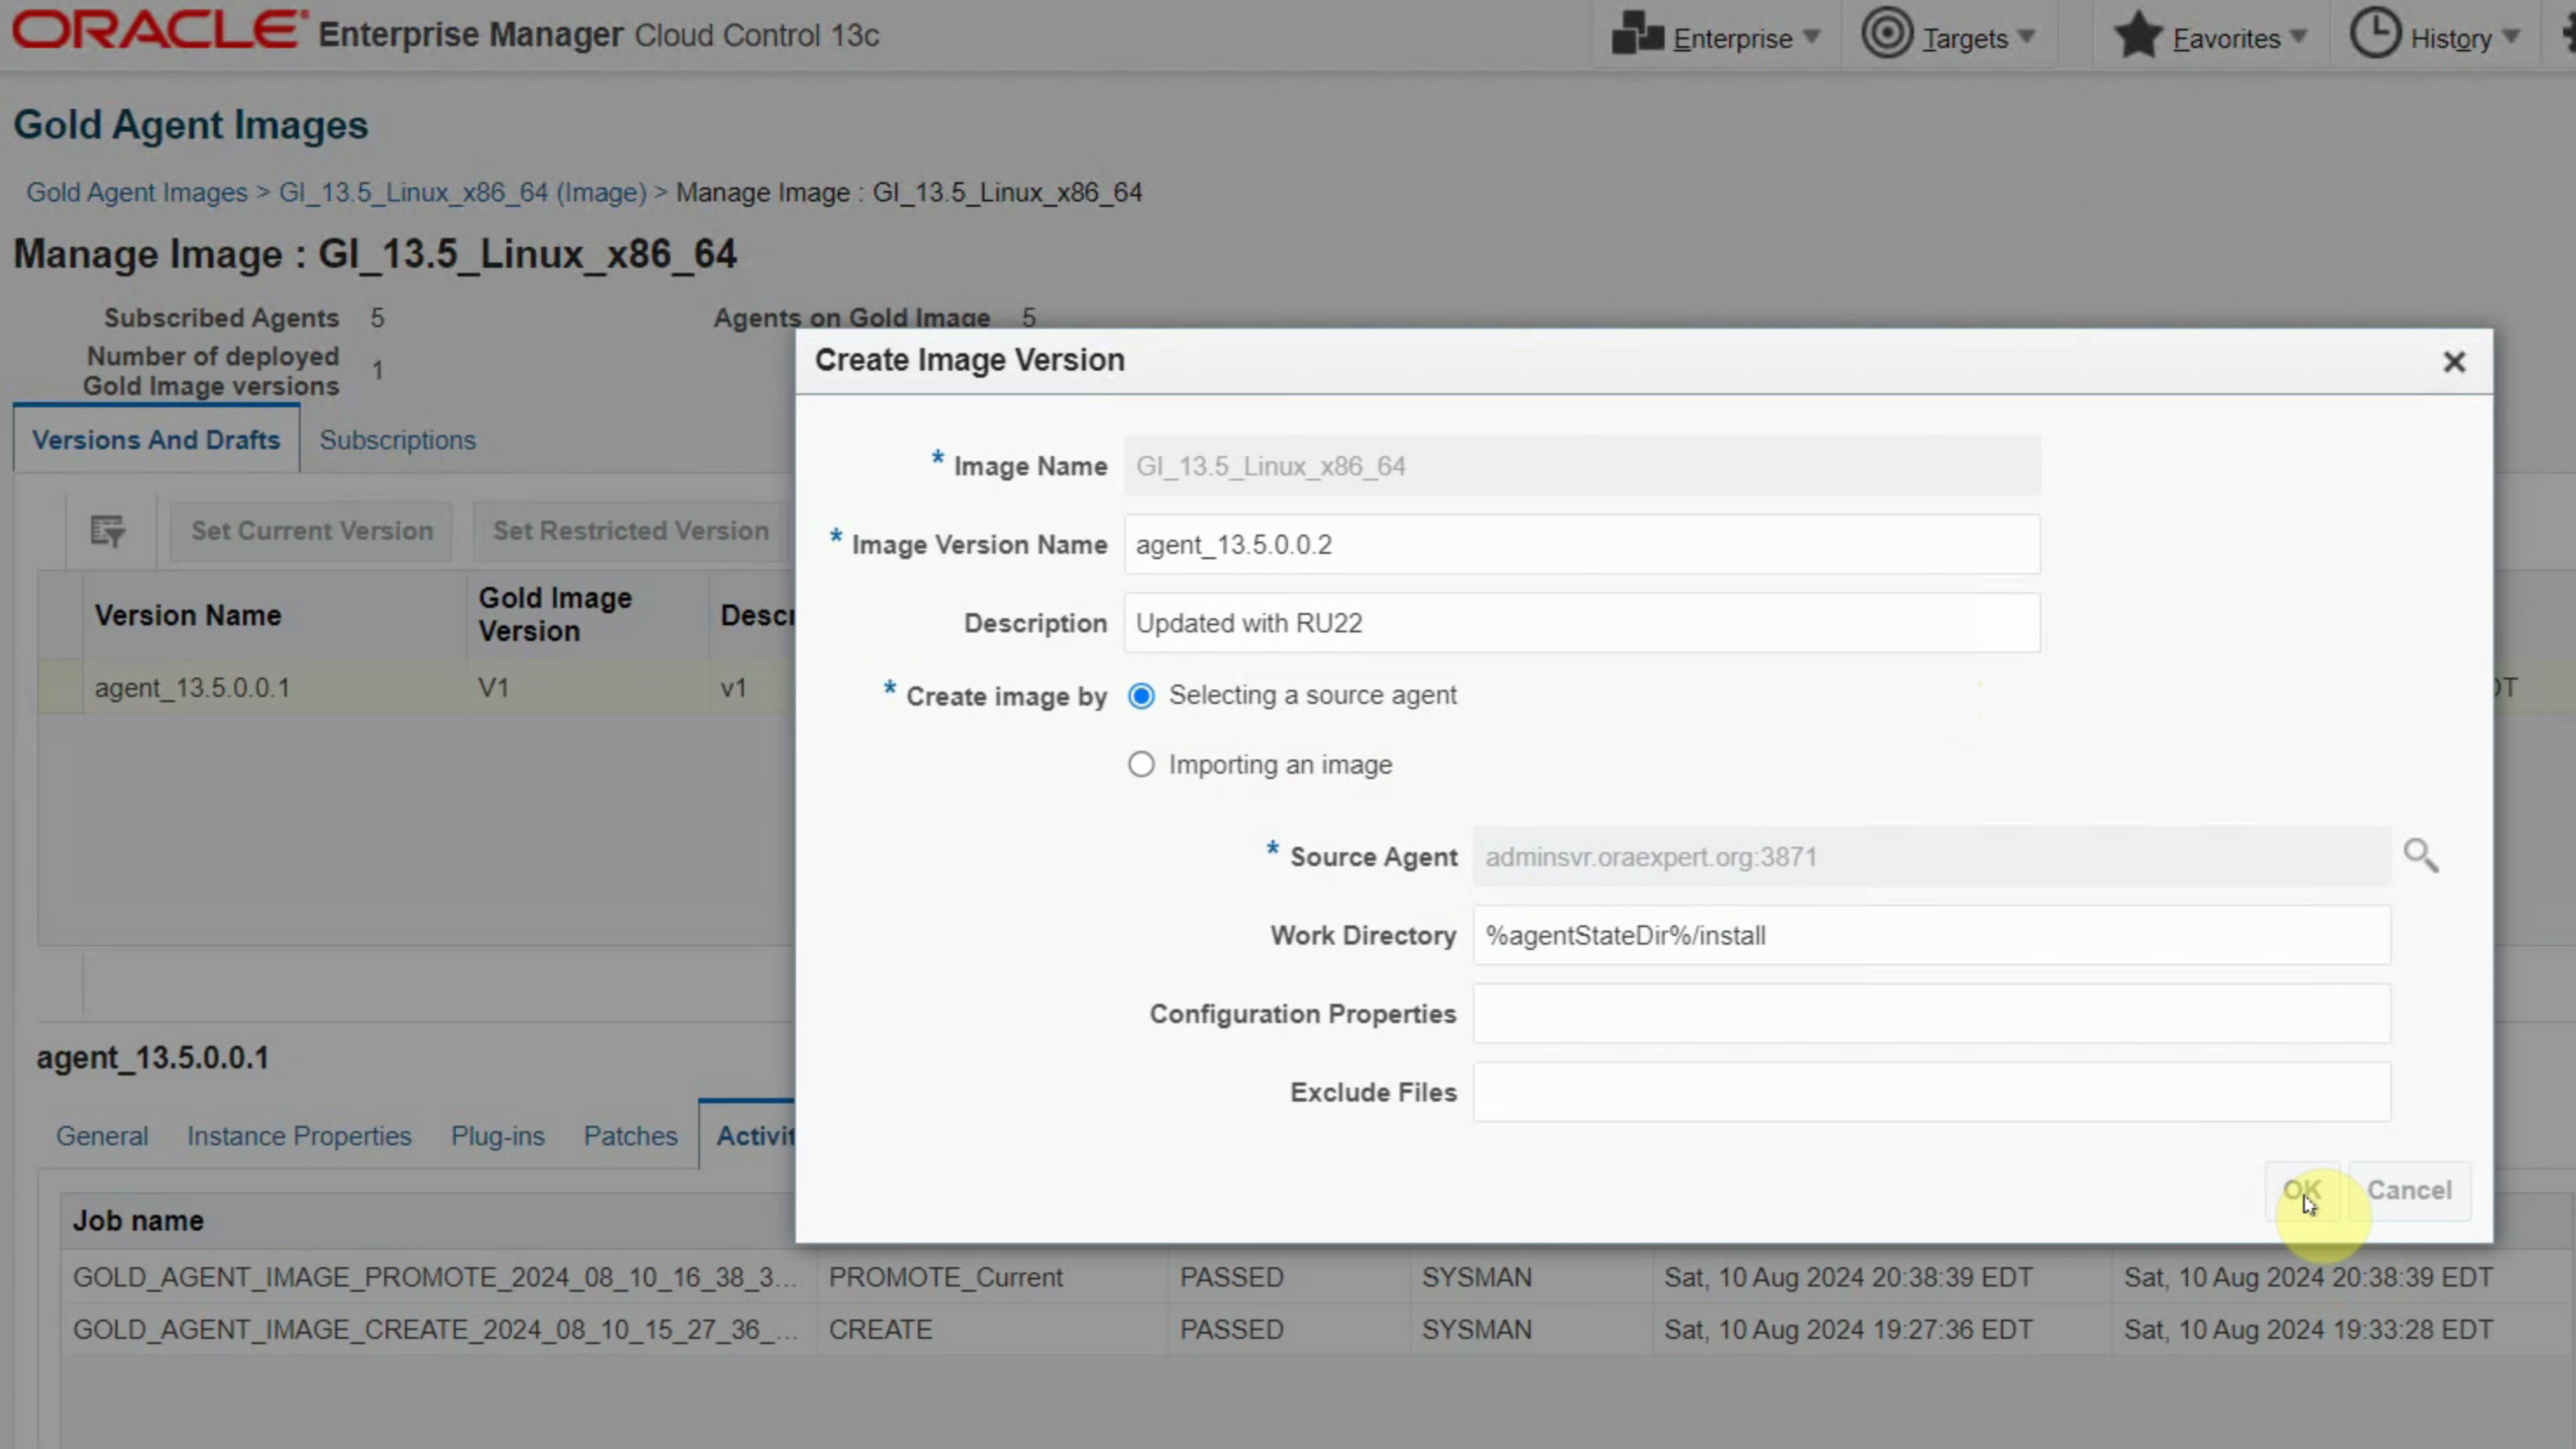 ORACLE Enterprise Manager Cloud Control 13c
Enterprise Targets Favorites History
Gold Agent Images
Gold Agent Images > GI_13.5_Linux_x86_64 (Image) > Manage Image : GI_13.5_Linux_x86_64
Manage Image : GI_13.5_Linux_x86_64
Subscribed Agents 5 Agents on Gold Image 5
Number of deployed
Gold Image versions 1
Versions And Drafts Subscriptions
Set Current Version Set Restricted Version
Version Name Gold Image Version Descr
agent_13.5.0.0.1 V1 v1
Create Image Version
* Image Name GI_13.5_Linux_x86_64
* Image Version Name agent_13.5.0.0.2
Description Updated with RU22
* Create image by Selecting a source agent
Importing an image
* Source Agent adminsvr.oraexpert.org:3871
Work Directory %agentStateDir%/install
Configuration Properties
Exclude Files
OK Cancel
agent_13.5.0.0.1
General Instance Properties Plug-ins Patches Activit
Job name
GOLD_AGENT_IMAGE_PROMOTE_2024_08_10_16_38_3... PROMOTE_Current PASSED SYSMAN Sat, 10 Aug 2024 20:38:39 EDT Sat, 10 Aug 2024 20:38:39 EDT
GOLD_AGENT_IMAGE_CREATE_2024_08_10_15_27_36_... CREATE PASSED SYSMAN Sat, 10 Aug 2024 19:27:36 EDT Sat, 10 Aug 2024 19:33:28 EDT